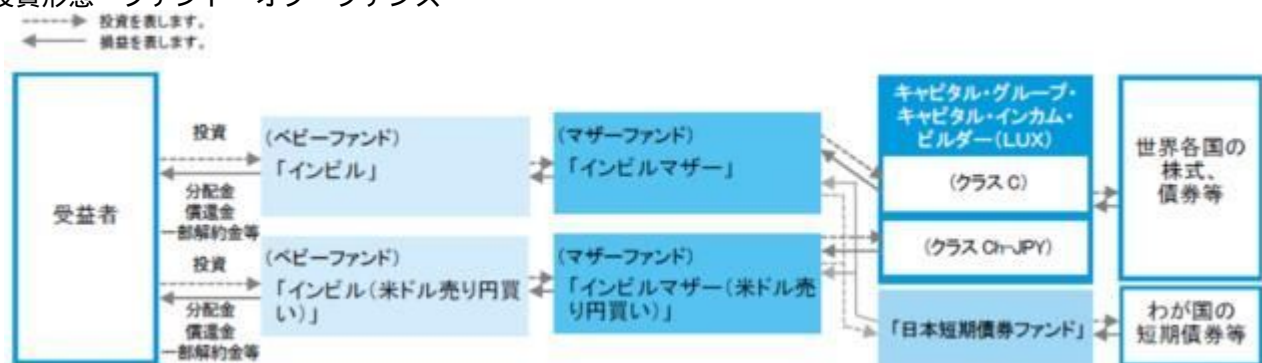 投資形態 ファンド・オブ・ファンズ
投資を表します。
損益を表します。
受益者
投資
分配金
償還金
一部解約金等
投資
分配金
償還金
一部解約金等
(ベビーファンド)
「インビル」
(ベビーファンド)
「インビル(米ドル売り円買
い)」
(マザーファンド)
「インビルマザー」
(マザーファンド)
「インビルマザー(米ドル売
り円買い)」
キャピタル・グループ・
キャピタル・インカム・
ビルダー(LUX)
(クラス C)
(クラス Ch-JPY)
「日本短期債券ファンド」
世界各国の
株式、
債券等
わが国の
短期債券等